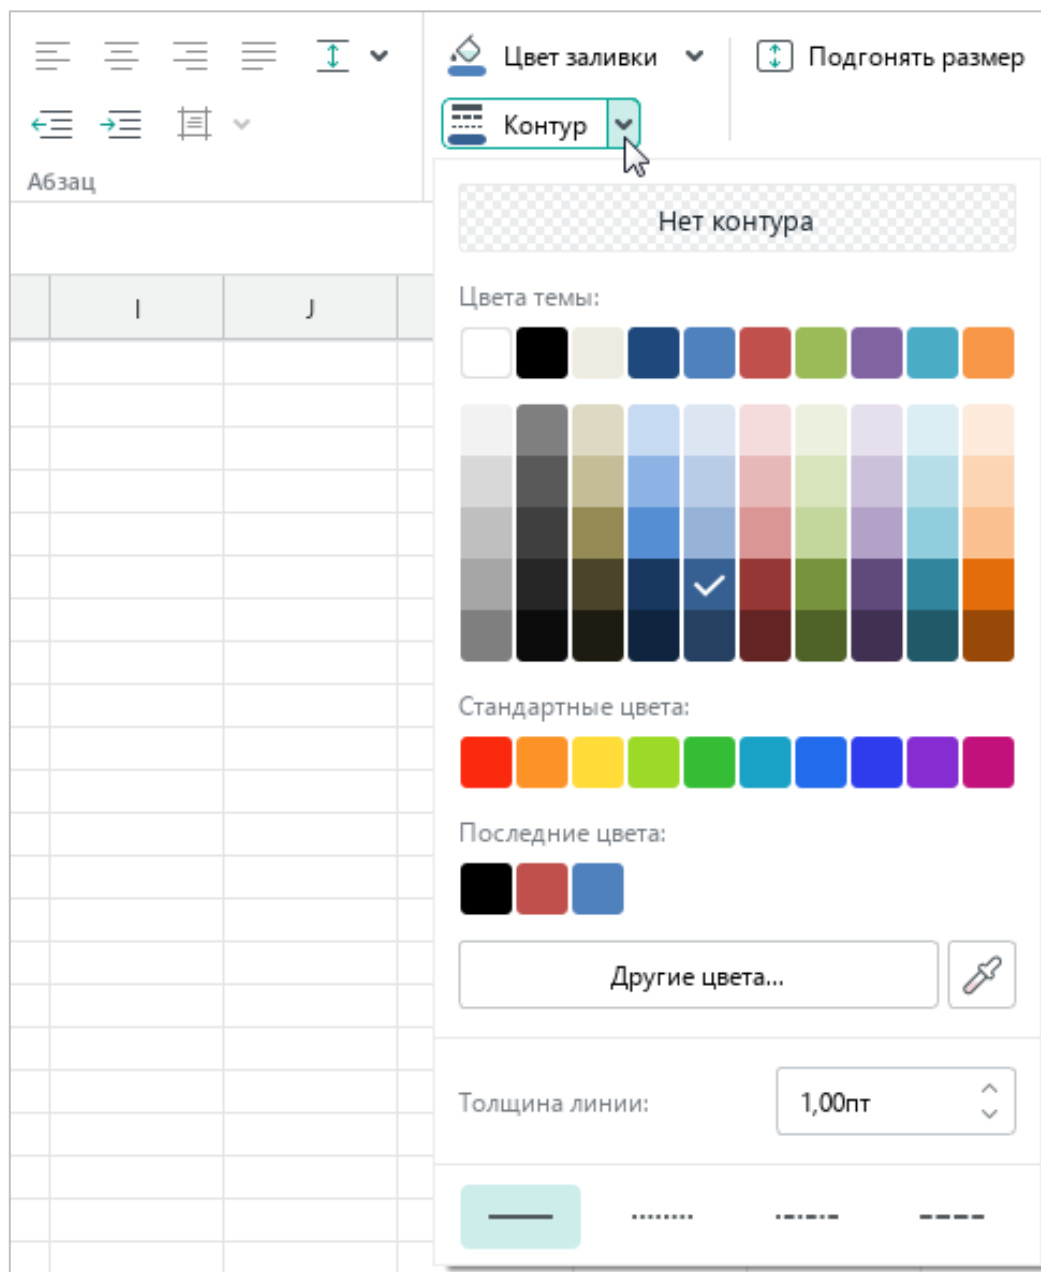 Цвет заливки
Подгонять размер
Контур
Абзац
Нет контура
I
J
Цвета темы:
Стандартные цвета:
Последние цвета:
Другие цвета...
Толщина линии:
1,00пт